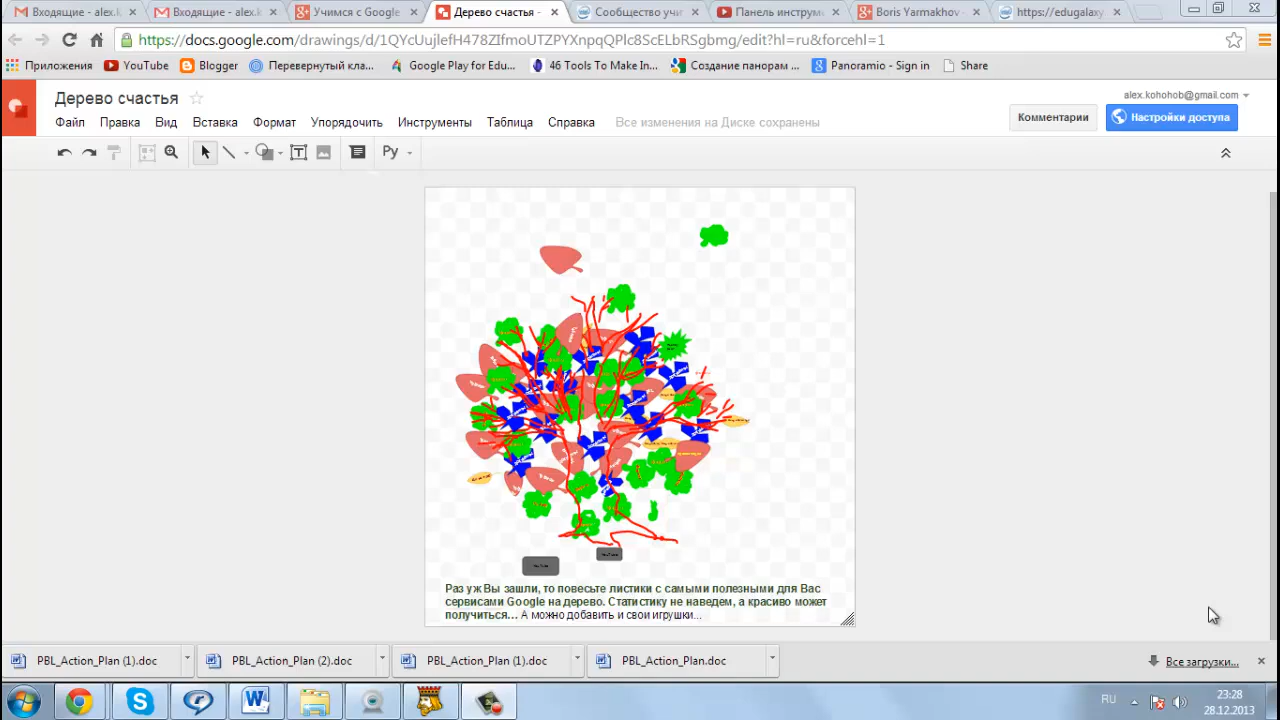 Входящие - alex.k
Входящие - alex.k
Учимся с Google
Дерево счастья -
Сообщество учит
Панель инструм
Boris Yarmakhov -
https://edugalaxy
https://docs.google.com/drawings/d/1QYcUujlefH478ZIfmoUTZPYXnpqQPlc8ScELbRSgbmg/edit?hl=ru&forcehl=1
Приложения YouTube Blogger Перевернутый кла... Google Play for Edu... 46 Tools To Make In... Создание панорам ... Panoramio - Sign in Share
Дерево счастья
alex.kohohob@gmail.com
Файл Правка Вид Вставка Формат Упорядочить Инструменты Таблица Справка Все изменения на Диске сохранены
Комментарии
Настройки доступа
Ру
Раз уж Вы зашли, то повесьте листики с самыми полезными для Вас
сервисами Google на дерево. Статистику не наведем, а красиво может
получиться... А можно добавить и свои игрушки...
PBL_Action_Plan (1).doc PBL_Action_Plan (2).doc PBL_Action_Plan (1).doc PBL_Action_Plan.doc Все загрузки...
RU
23:28
28.12.2013